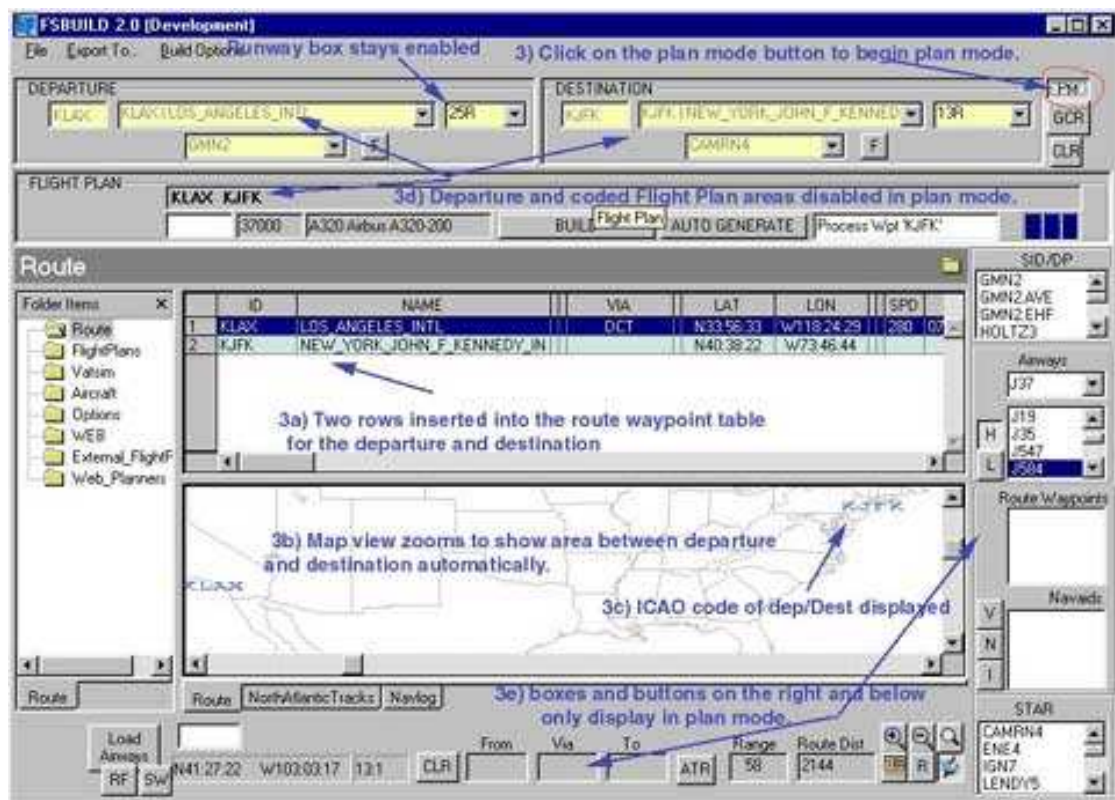 FSBUILD 2.0 (Development)
File Export To.. Build Options
Runway box stays enabled
3) Click on the plan mode button to begin plan mode.
DEPARTURE
DESTINATION
PM
KLAX KLAX (LOS_ANGELES_INTL 25R
KJFK KJFK (NEW_YORK_JOHN_F_KENNED 13R
GCR
GMN2 F
CAMRN4 F
CLR
FLIGHT PLAN
KLAX KJFK
3d) Departure and coded Flight Plan areas disabled in plan mode.
37000 A320 Airbus A320-200 BUILD Flight Plan AUTO GENERATE Process Wpt 'KJFK'
Route
SID/DP
GMN2
GMN2.AVE
GMN2.EHF
HOLTZ3
Folder Items ×
Route
FlightPlans
Vatsim
Aircraft
Options
WEB
External_FlightF
Web_Planners
ID NAME VIA LAT LON SPD
1 KLAX LOS_ANGELES_INTL DCT N33:56:33 W118:24:29 280 07
2 KJFK NEW_YORK_JOHN_F_KENNEDY_IN N40:38:22 W73:46:44
3a) Two rows inserted into the route waypoint table
for the departure and destination
Airways
J37
J19
J35
J547
J584
H
L
KJFK
3b) Map view zooms to show area between departure
and destination automatically.
KLAX
3c) ICAO code of dep/Dest displayed
Route Waypoints
Navaids
V
N
I
Route
Route NorthAtlanticTracks Navlog
3e) boxes and buttons on the right and below
only display in plan mode.
STAR
CAMRN4
ENE4
IGN7
LENDY5
Load
Airways
RF SW
N41:27:22 W103:03:17 13:1 CLR
From Via To
ATR
Range Route Dist
58 2144
R